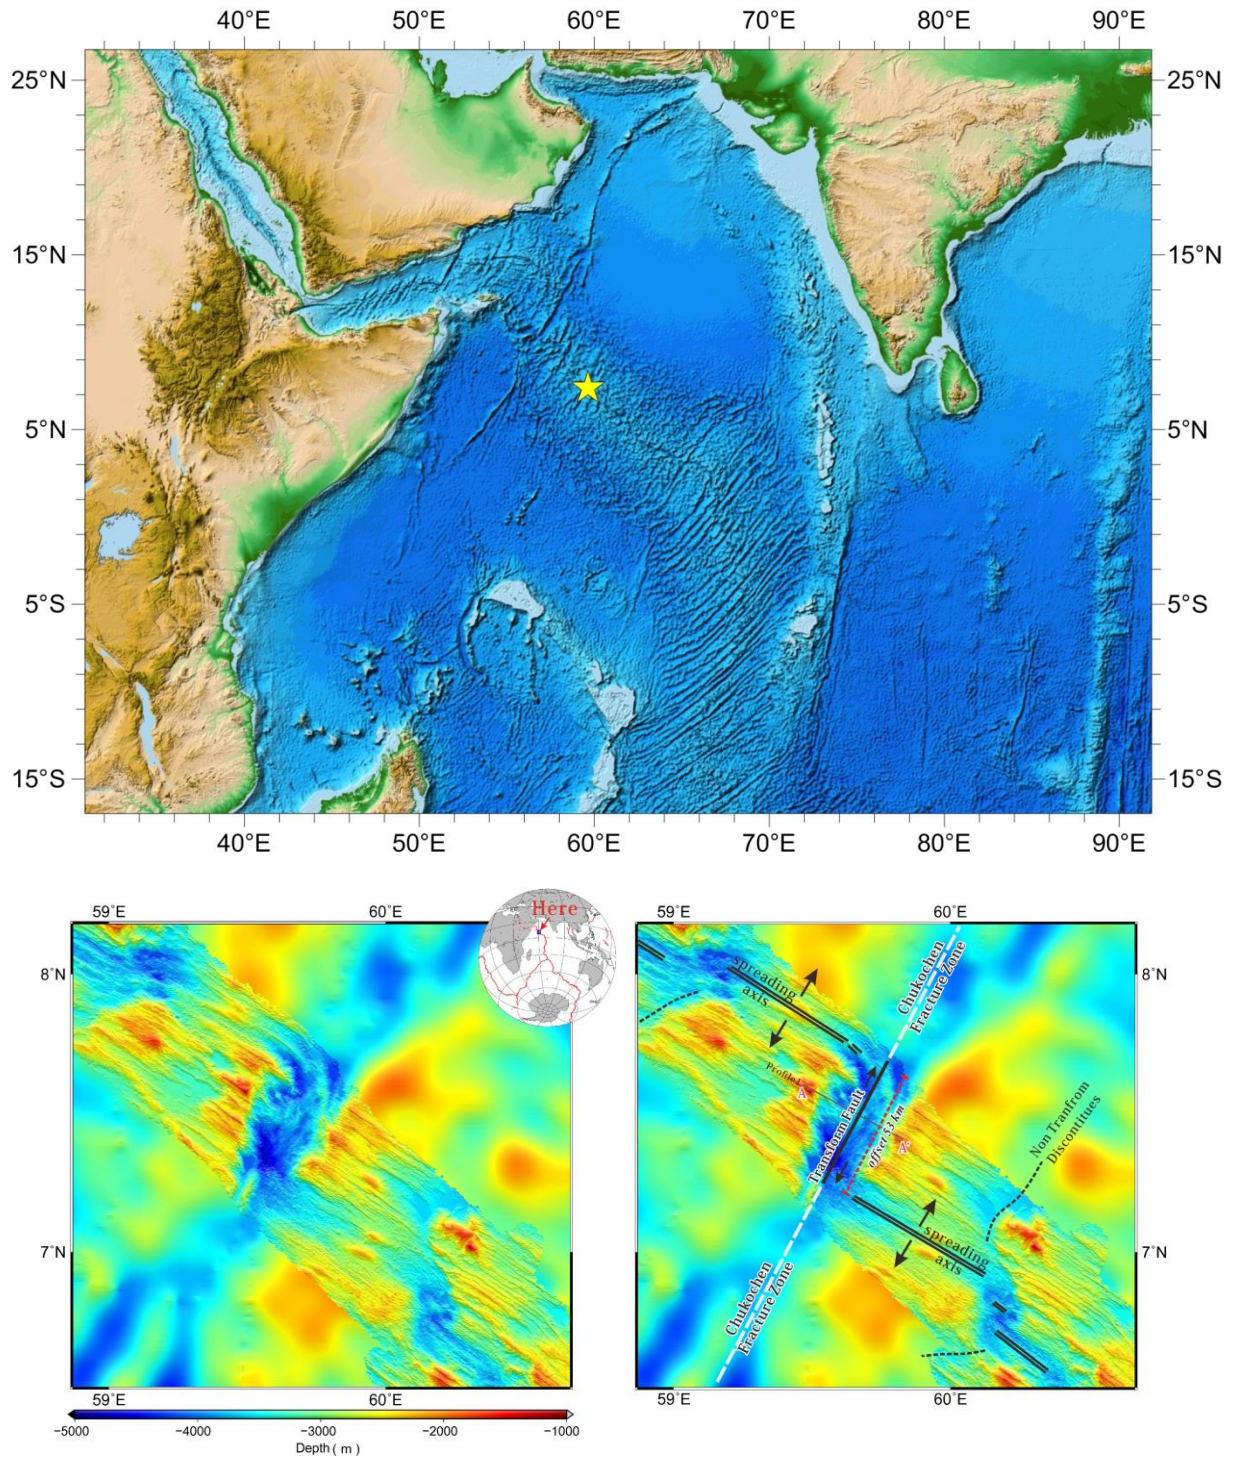 40°E 50°E 60°E 70°E 80°E 90°E
25°N 25°N
15°N 15°N
5°N 5°N
5°S 5°S
15°S 15°S
40°E 50°E 60°E 70°E 80°E 90°E
59°E 60°E
Here
59°E 60°E
8°N
7°N
59°E 60°E
−5000 −4000 −3000 −2000 −1000
Depth ( m )
8°N
7°N
spreading
axis
Chukochen
Fracture Zone
Profile1
A
Transform Fault
offset 53 km
A'
Non Tranfrom
Discontitues
spreading
axis
Chukochen
Fracture Zone
59°E 60°E